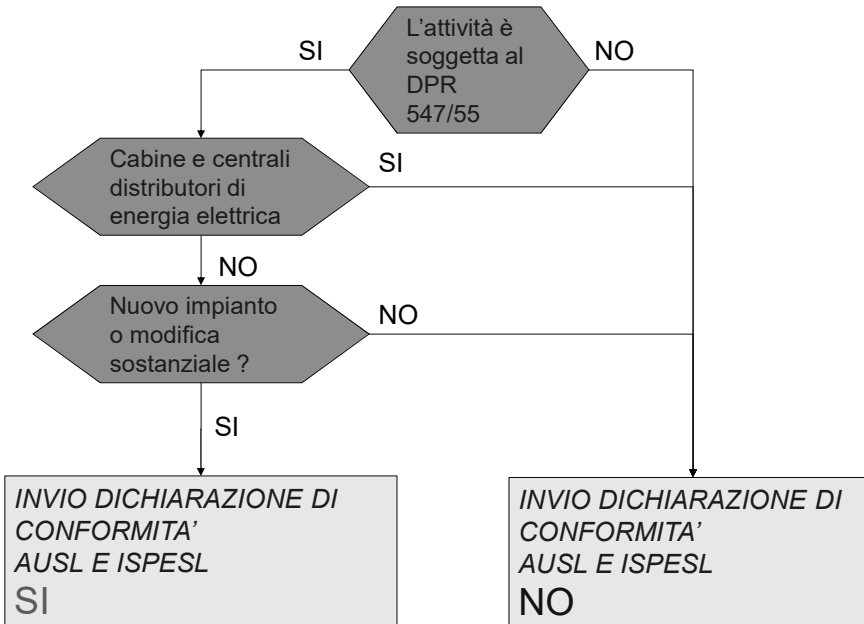 L'attività è
soggetta al
DPR
547/55
SI
NO
Cabine e centrali
distributori di
energia elettrica
SI
NO
Nuovo impianto
o modifica
sostanziale ?
NO
SI
INVIO DICHIARAZIONE DI
CONFORMITA'
AUSL E ISPESL
SI
INVIO DICHIARAZIONE DI
CONFORMITA'
AUSL E ISPESL
NO